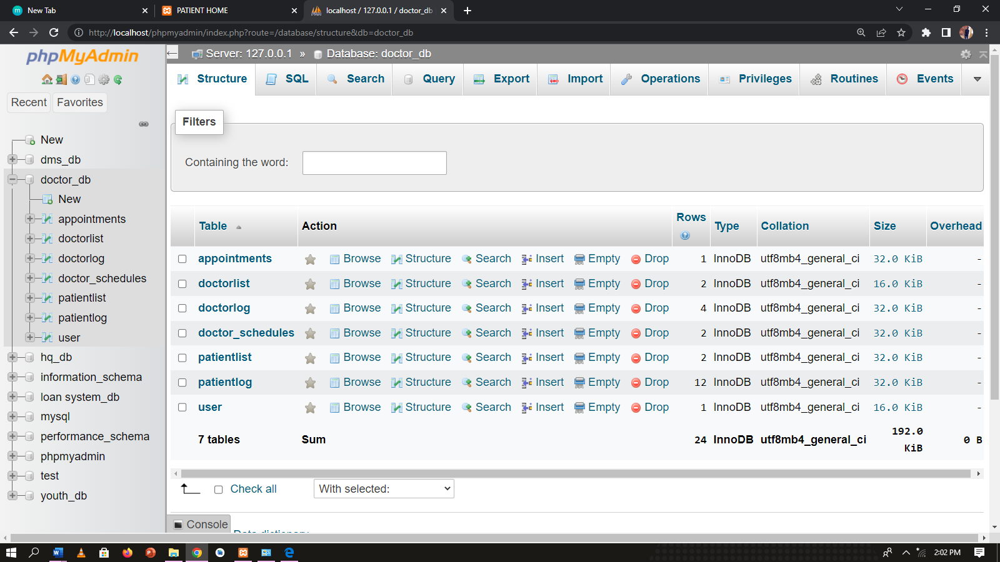 New Tab
PATIENT HOME
localhost / 127.0.0.1 / doctor_db
http://localhost/phpmyadmin/index.php?route=/database/structure&db=doctor_db
phpMyAdmin
Recent
Favorites
New
dms_db
doctor_db
New
appointments
doctorlist
doctorlog
doctor_schedules
patientlist
patientlog
user
hq_db
information_schema
loan system_db
mysql
performance_schema
phpmyadmin
test
youth_db
Server: 127.0.0.1 » Database: doctor_db
Structure SQL Search Query Export Import Operations Privileges Routines Events
Filters
Containing the word:
Table Action Rows Type Collation Size Overhead
appointments Browse Structure Search Insert Empty Drop 1 InnoDB utf8mb4_general_ci 32.0 KiB -
doctorlist Browse Structure Search Insert Empty Drop 2 InnoDB utf8mb4_general_ci 16.0 KiB -
doctorlog Browse Structure Search Insert Empty Drop 4 InnoDB utf8mb4_general_ci 32.0 KiB -
doctor_schedules Browse Structure Search Insert Empty Drop 2 InnoDB utf8mb4_general_ci 32.0 KiB -
patientlist Browse Structure Search Insert Empty Drop 2 InnoDB utf8mb4_general_ci 32.0 KiB -
patientlog Browse Structure Search Insert Empty Drop 12 InnoDB utf8mb4_general_ci 32.0 KiB -
user Browse Structure Search Insert Empty Drop 1 InnoDB utf8mb4_general_ci 16.0 KiB -
7 tables Sum 24 InnoDB utf8mb4_general_ci 192.0 KiB 0 B
Check all
With selected:
Console
Data dictionary
2:02 PM